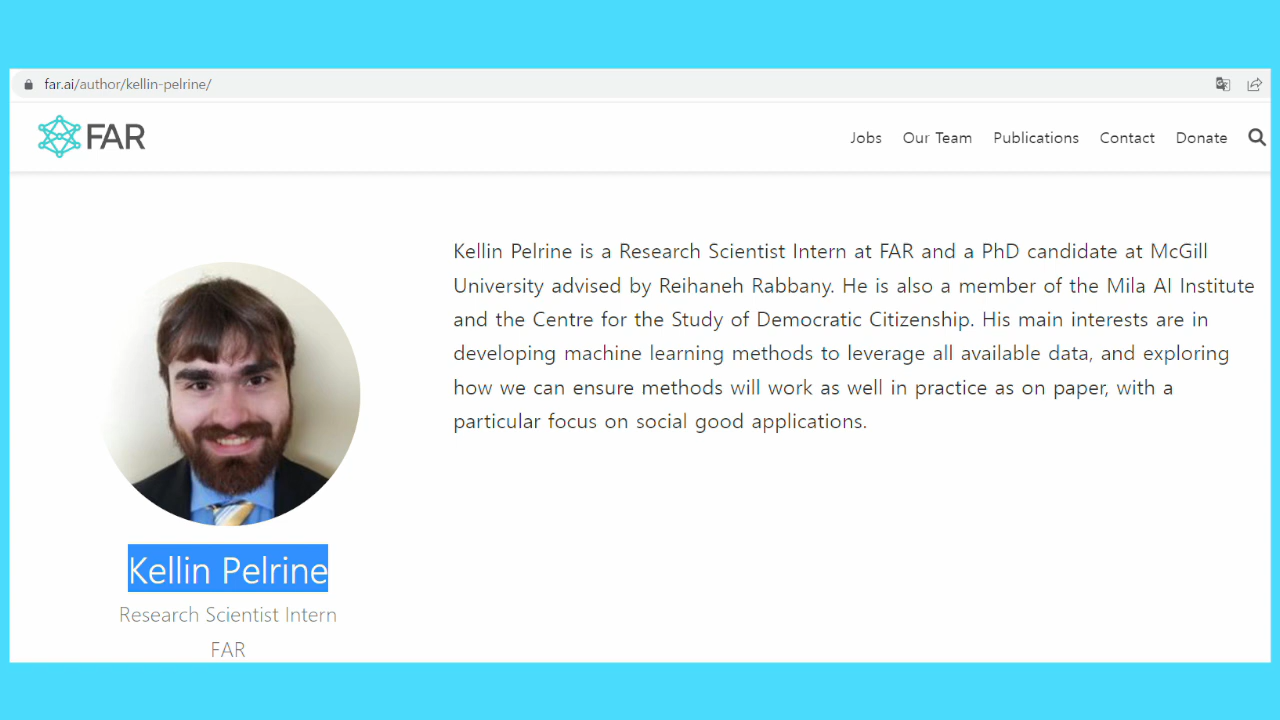 far.ai/author/kellin-pelrine/
FAR
Jobs Our Team Publications Contact Donate
Kellin Pelrine is a Research Scientist Intern at FAR and a PhD candidate at McGill
University advised by Reihaneh Rabbany. He is also a member of the Mila AI Institute
and the Centre for the Study of Democratic Citizenship. His main interests are in
developing machine learning methods to leverage all available data, and exploring
how we can ensure methods will work as well in practice as on paper, with a
particular focus on social good applications.
Kellin Pelrine
Research Scientist Intern
FAR